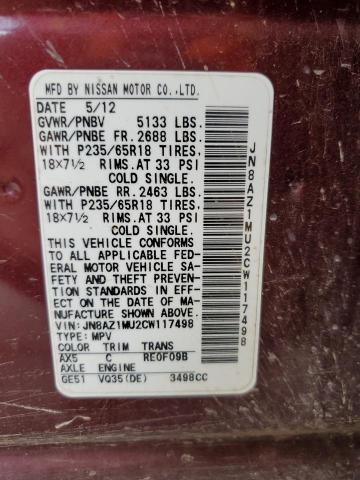 MFD BY NISSAN MOTOR CO.,LTD.
DATE 5/12
GVWR/PNBV 5133 LBS.
GAWR/PNBE FR. 2688 LBS.
WITH P235/65R18 TIRES,
18×7½ RIMS.AT 33 PSI
COLD SINGLE.
GAWR/PNBE RR. 2463 LBS.
WITH P235/65R18 TIRES,
18×7½ RIMS.AT 33 PSI
COLD SINGLE.
THIS VEHICLE CONFORMS
TO ALL APPLICABLE FED-
ERAL MOTOR VEHICLE SA-
FETY AND THEFT PREVEN-
TION STANDARDS IN EFF-
ECT ON THE DATE OF MA-
NUFACTURE SHOWN ABOVE
VIN:JN8AZ1MU2CW117498
TYPE: MPV
COLOR TRIM TRANS
AX5 C RE0F09B
AXLE ENGINE
GE51 VQ35(DE) 3498CC
JN8AZ1MU2CW117498